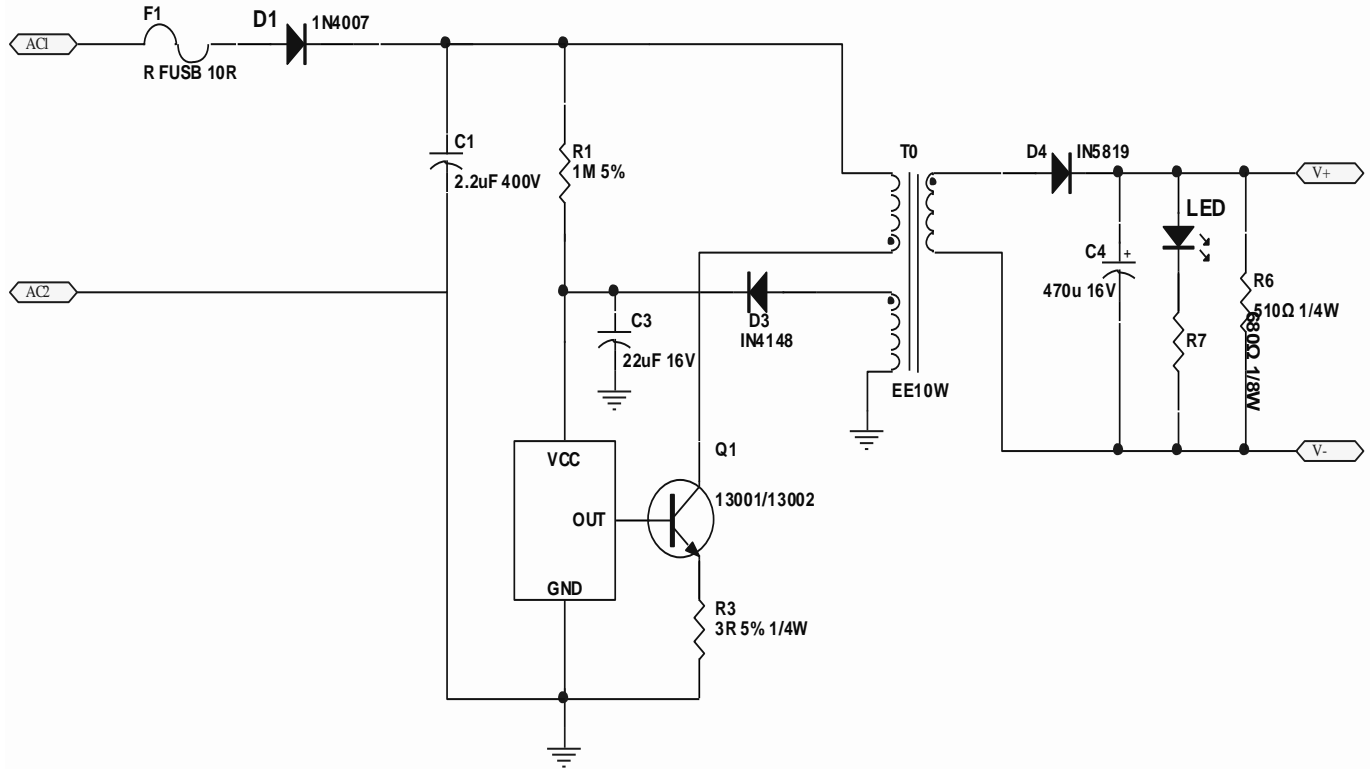 F1
D1
1N4007
AC1
R FUSB 10R
C1
2.2uF 400V
R1
1M 5%
T0
D4
IN5819
V+
LED
C4
+
470u 16V
R6
510Ω 1/4W
680Ω 1/8W
R7
AC2
C3
22uF 16V
D3
IN4148
EE10W
V-
Q1
13001/13002
VCC
OUT
GND
R3
3R 5% 1/4W